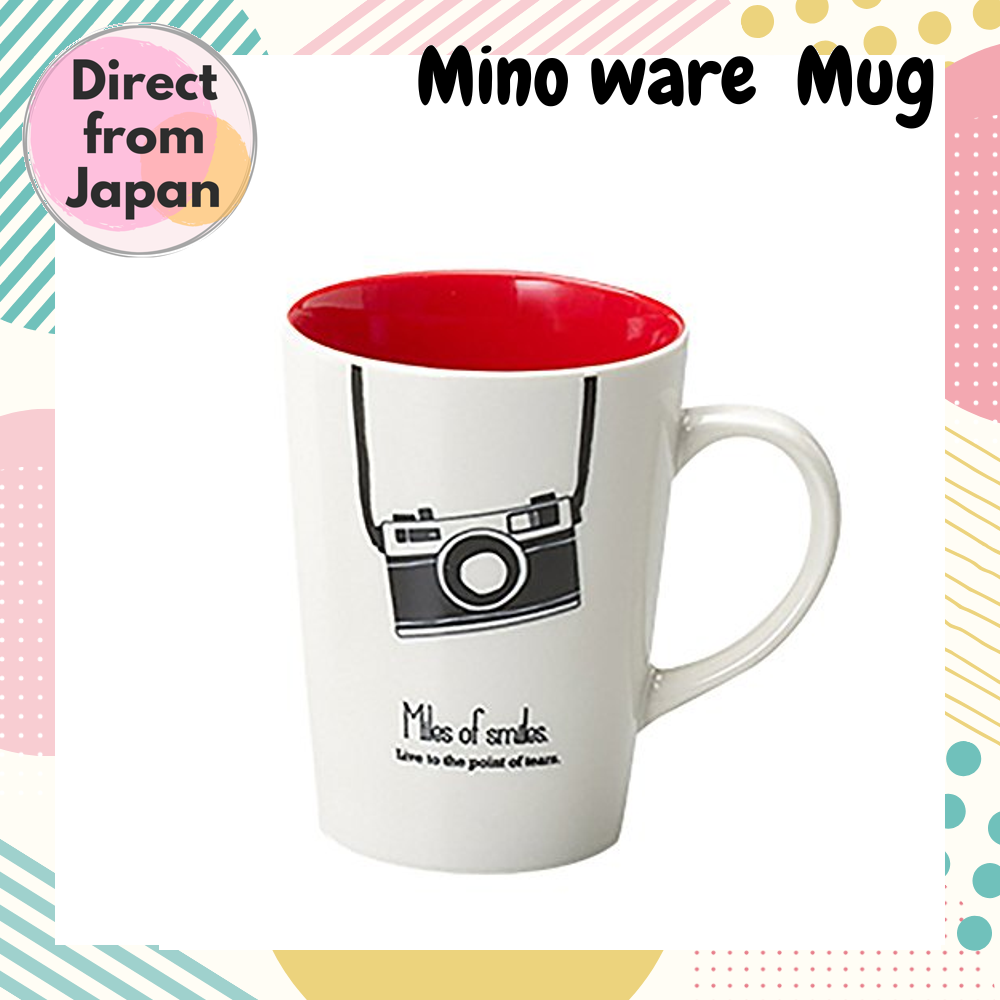 Direct
from
Japan
Mino ware Mug
Miles of smiles.
Live to the point of tears.